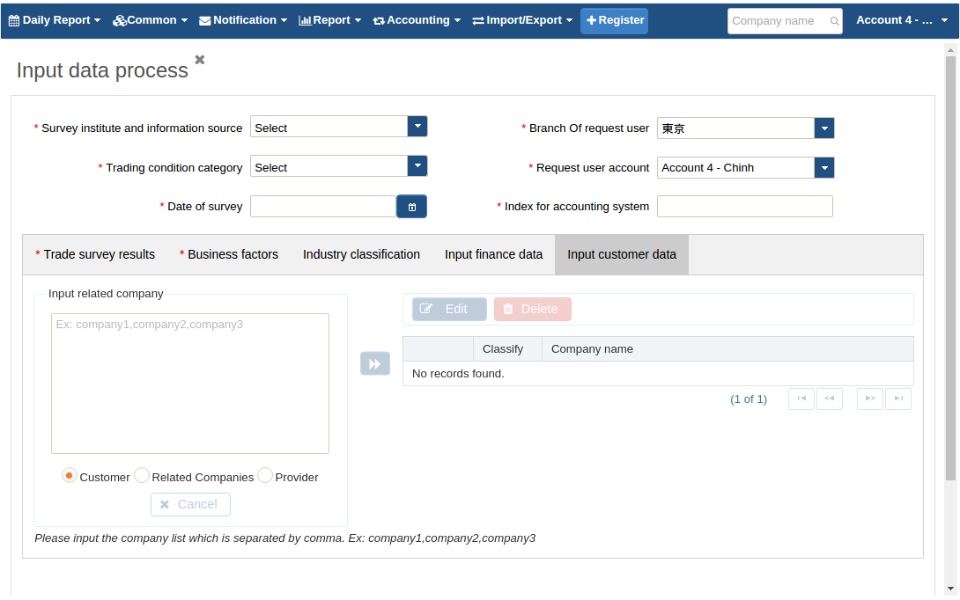 Daily Report Common Notification Report Accounting Import/Export Register Company name Account 4 - ...
Input data process
* Survey institute and information source Select * Branch Of request user 東京
* Trading condition category Select * Request user account Account 4 - Chinh
* Date of survey * Index for accounting system
* Trade survey results * Business factors Industry classification Input finance data Input customer data
Input related company
Ex: company1,company2,company3
Edit Delete
Classify Company name
No records found.
(1 of 1)
Customer Related Companies Provider
Cancel
Please input the company list which is separated by comma. Ex: company1,company2,company3